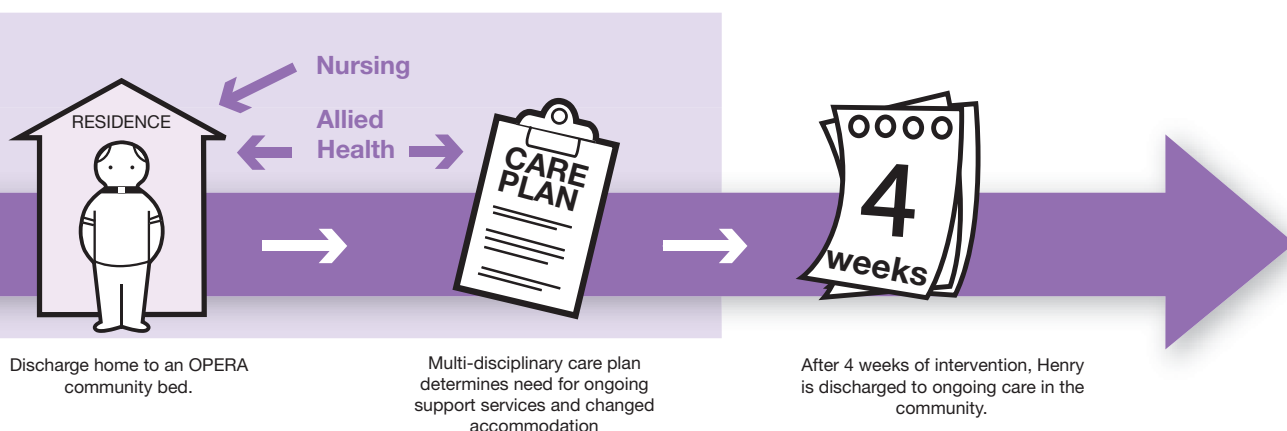 Nursing
RESIDENCE
Allied
Health
CARE
PLAN
4
weeks
Discharge home to an OPERA
community bed.
Multi-disciplinary care plan
determines need for ongoing
support services and changed
accommodation
After 4 weeks of intervention, Henry
is discharged to ongoing care in the
community.